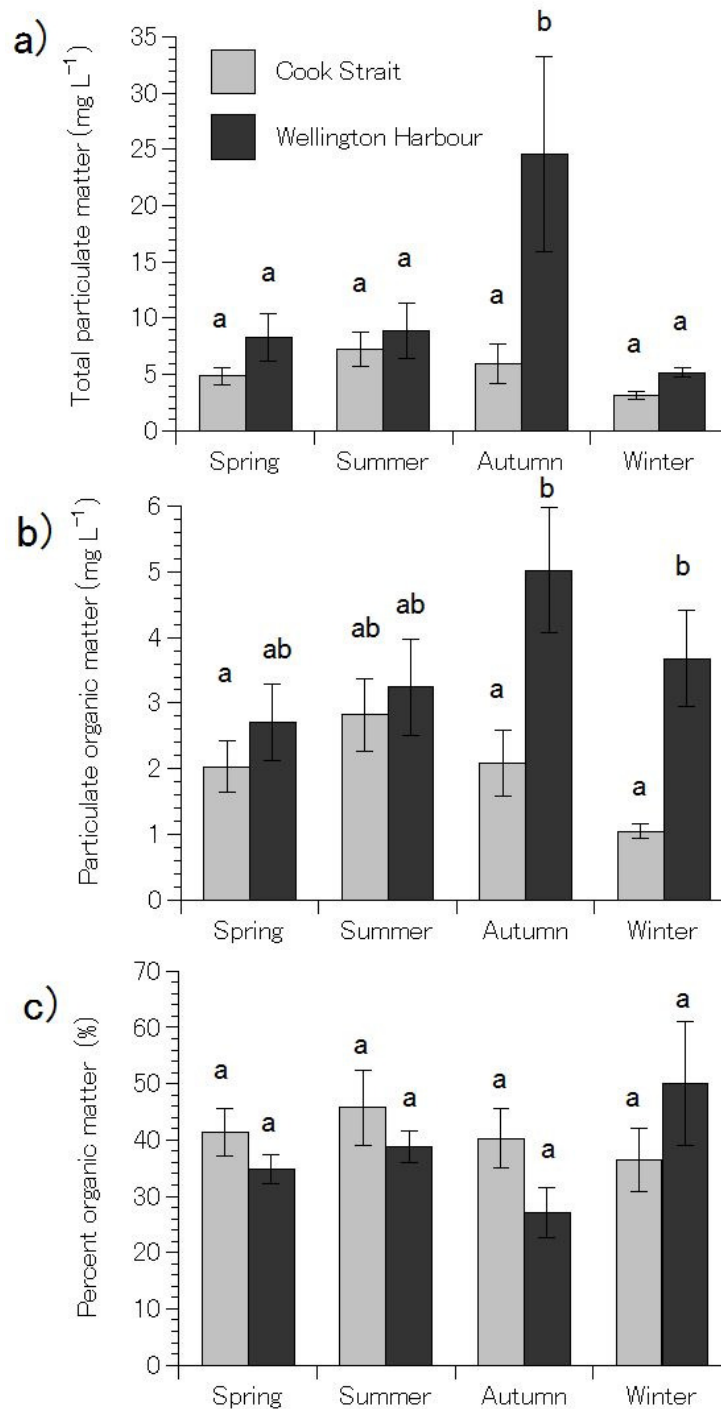 a)
Total particulate matter (mg L⁻¹)
35
30
25
20
15
10
5
0
Cook Strait
Wellington Harbour
a
a
a
a
a
b
a
a
Spring
Summer
Autumn
Winter
b)
Particulate organic matter (mg L⁻¹)
6
5
4
3
2
1
0
a
ab
ab
ab
a
b
a
b
Spring
Summer
Autumn
Winter
c)
Percent organic matter (%)
70
60
50
40
30
20
10
0
a
a
a
a
a
a
a
a
Spring
Summer
Autumn
Winter